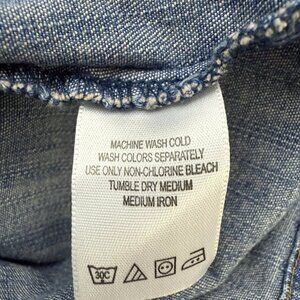 MACHINE WASH COLD
WASH COLORS SEPARATELY
USE ONLY NON-CHLORINE BLEACH
TUMBLE DRY MEDIUM
MEDIUM IRON
30C